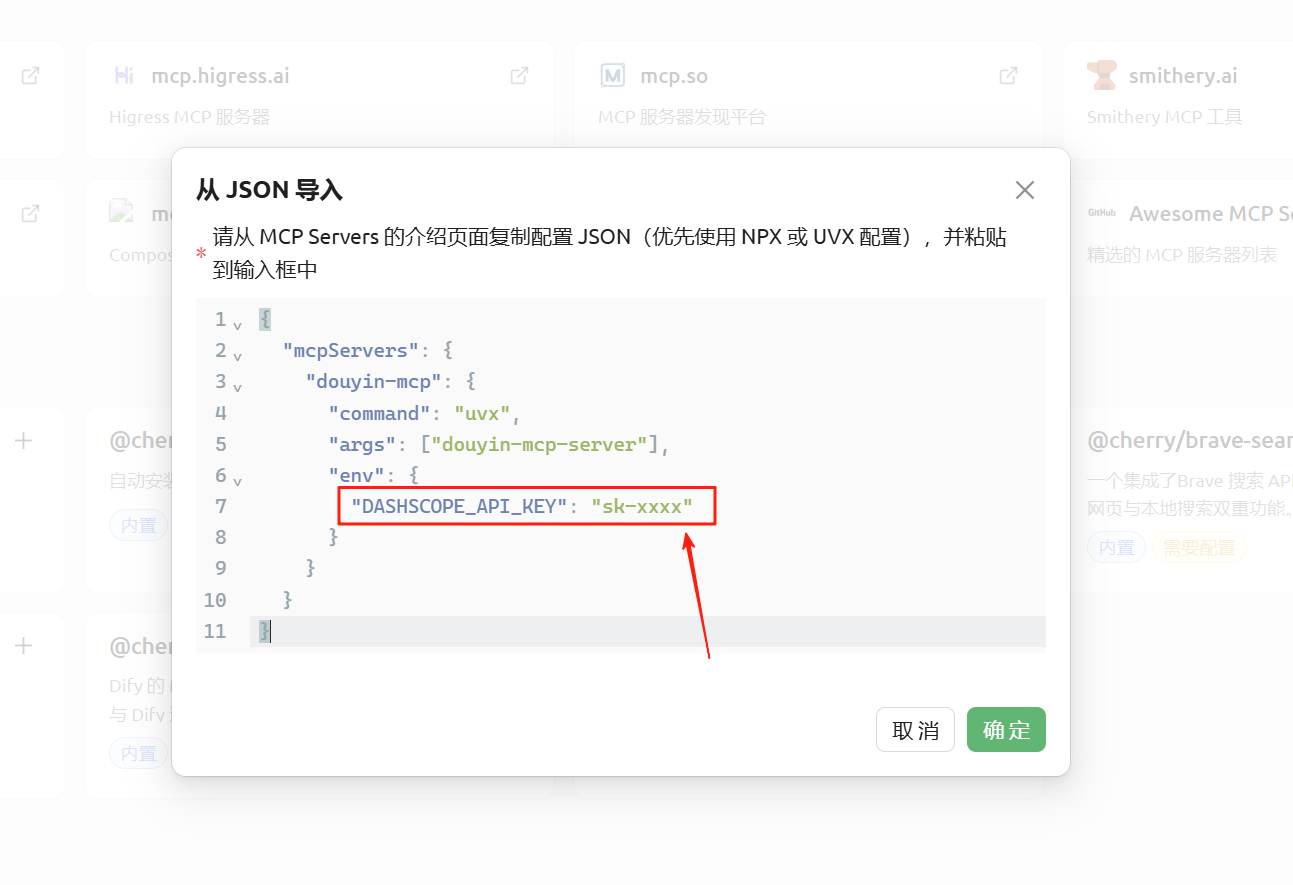 Hi mcp.higress.ai
Higress MCP 服务器
M mcp.so
MCP 服务器发现平台
smithery.ai
Smithery MCP 工具
从 JSON 导入
* 请从 MCP Servers 的介绍页面复制配置 JSON（优先使用 NPX 或 UVX 配置），并粘贴
到输入框中
GitHub Awesome MCP Se
精选的 MCP 服务器列表
Compos
1 {
2 "mcpServers": {
3 "douyin-mcp": {
4 "command": "uvx",
5 "args": ["douyin-mcp-server"],
6 "env": {
7 "DASHSCOPE_API_KEY": "sk-xxxx"
8 }
9 }
10 }
11 }
取消
确定
@cher
自动安装
内置
@cherry/brave-sear
一个集成了Brave 搜索 API
网页与本地搜索双重功能。
内置
需要配置
@cher
Dify 的
与 Dify
内置